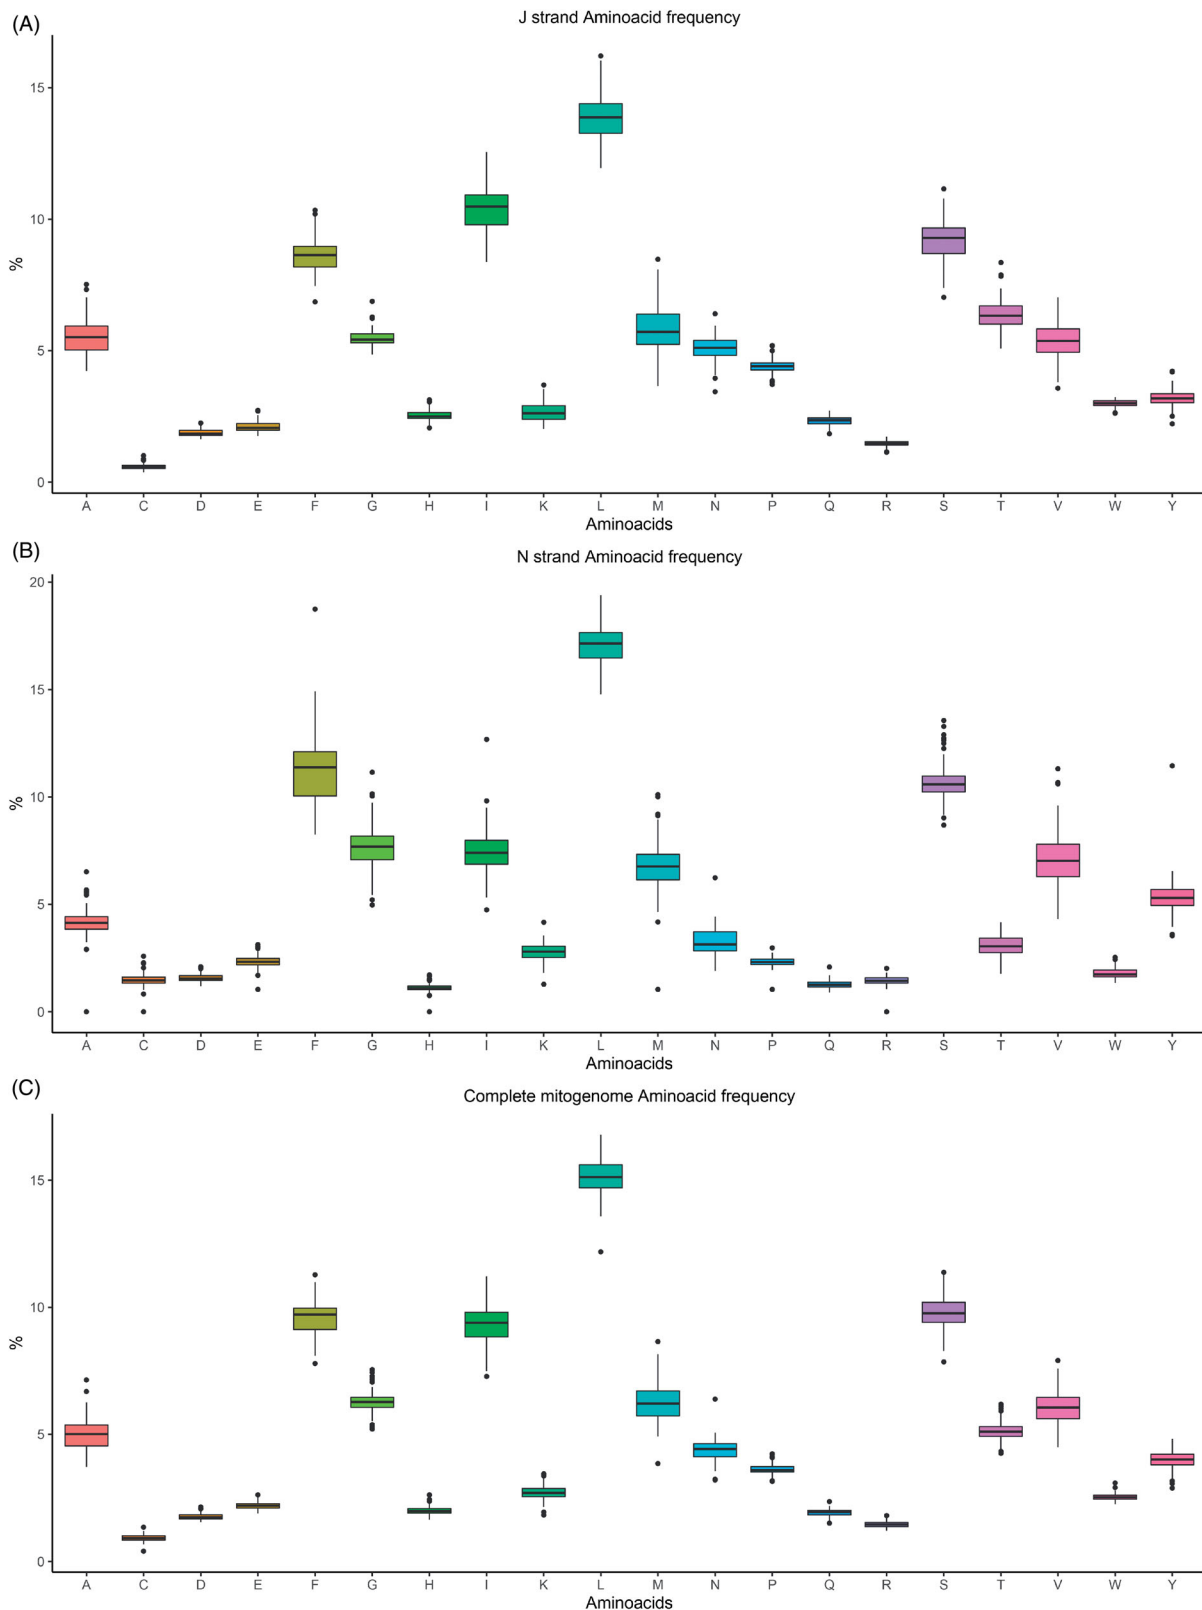 (A)
J strand Aminoacid frequency
15
10
%
5
0
A C D E F G H I K L M N P Q R S T V W Y
Aminoacids
(B)
N strand Aminoacid frequency
20
15
10
%
5
0
A C D E F G H I K L M N P Q R S T V W Y
Aminoacids
(C)
Complete mitogenome Aminoacid frequency
15
10
%
5
0
A C D E F G H I K L M N P Q R S T V W Y
Aminoacids